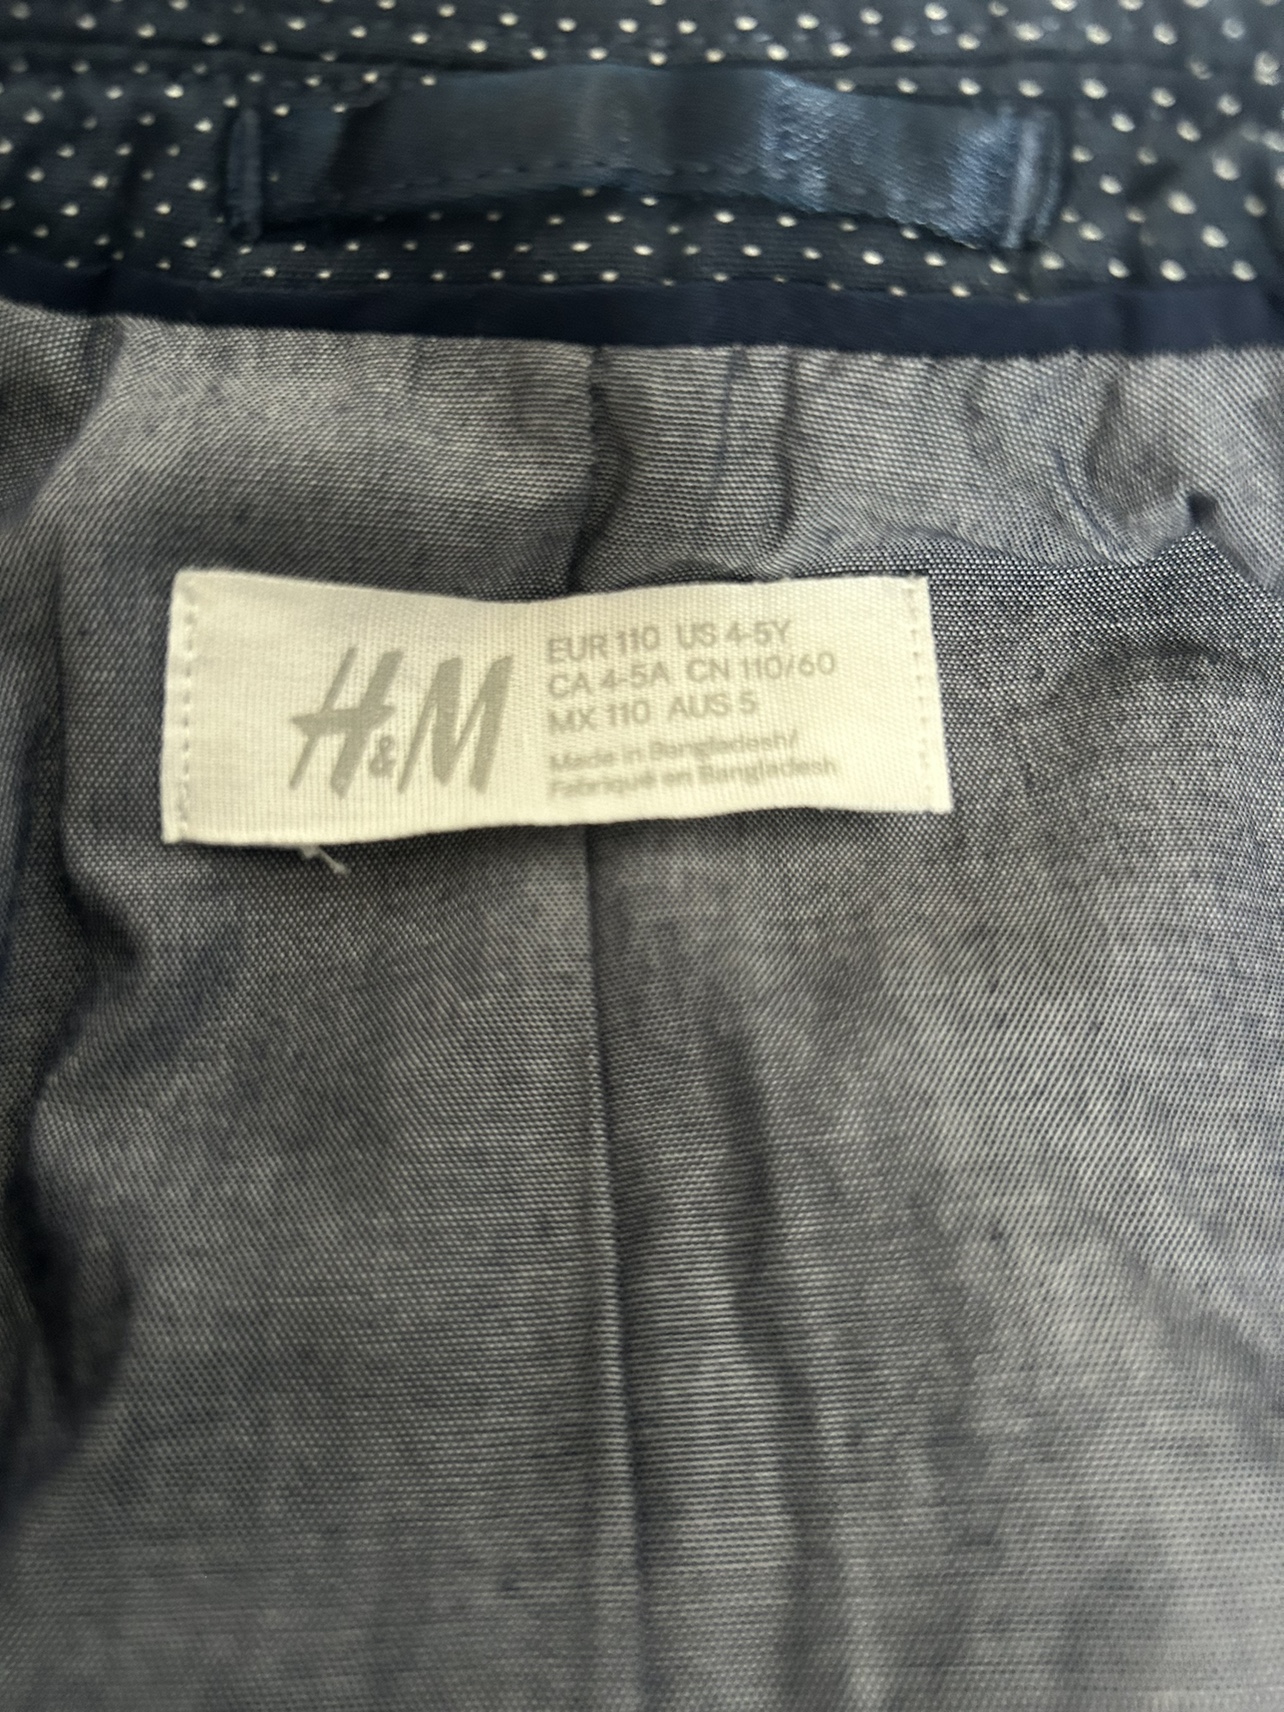 H&M
EUR 110 US 4-5Y
CA 4-5A CN 110/60
MX 110 AUS 5
Made in Bangladesh/
Fabriqué en Bangladesh